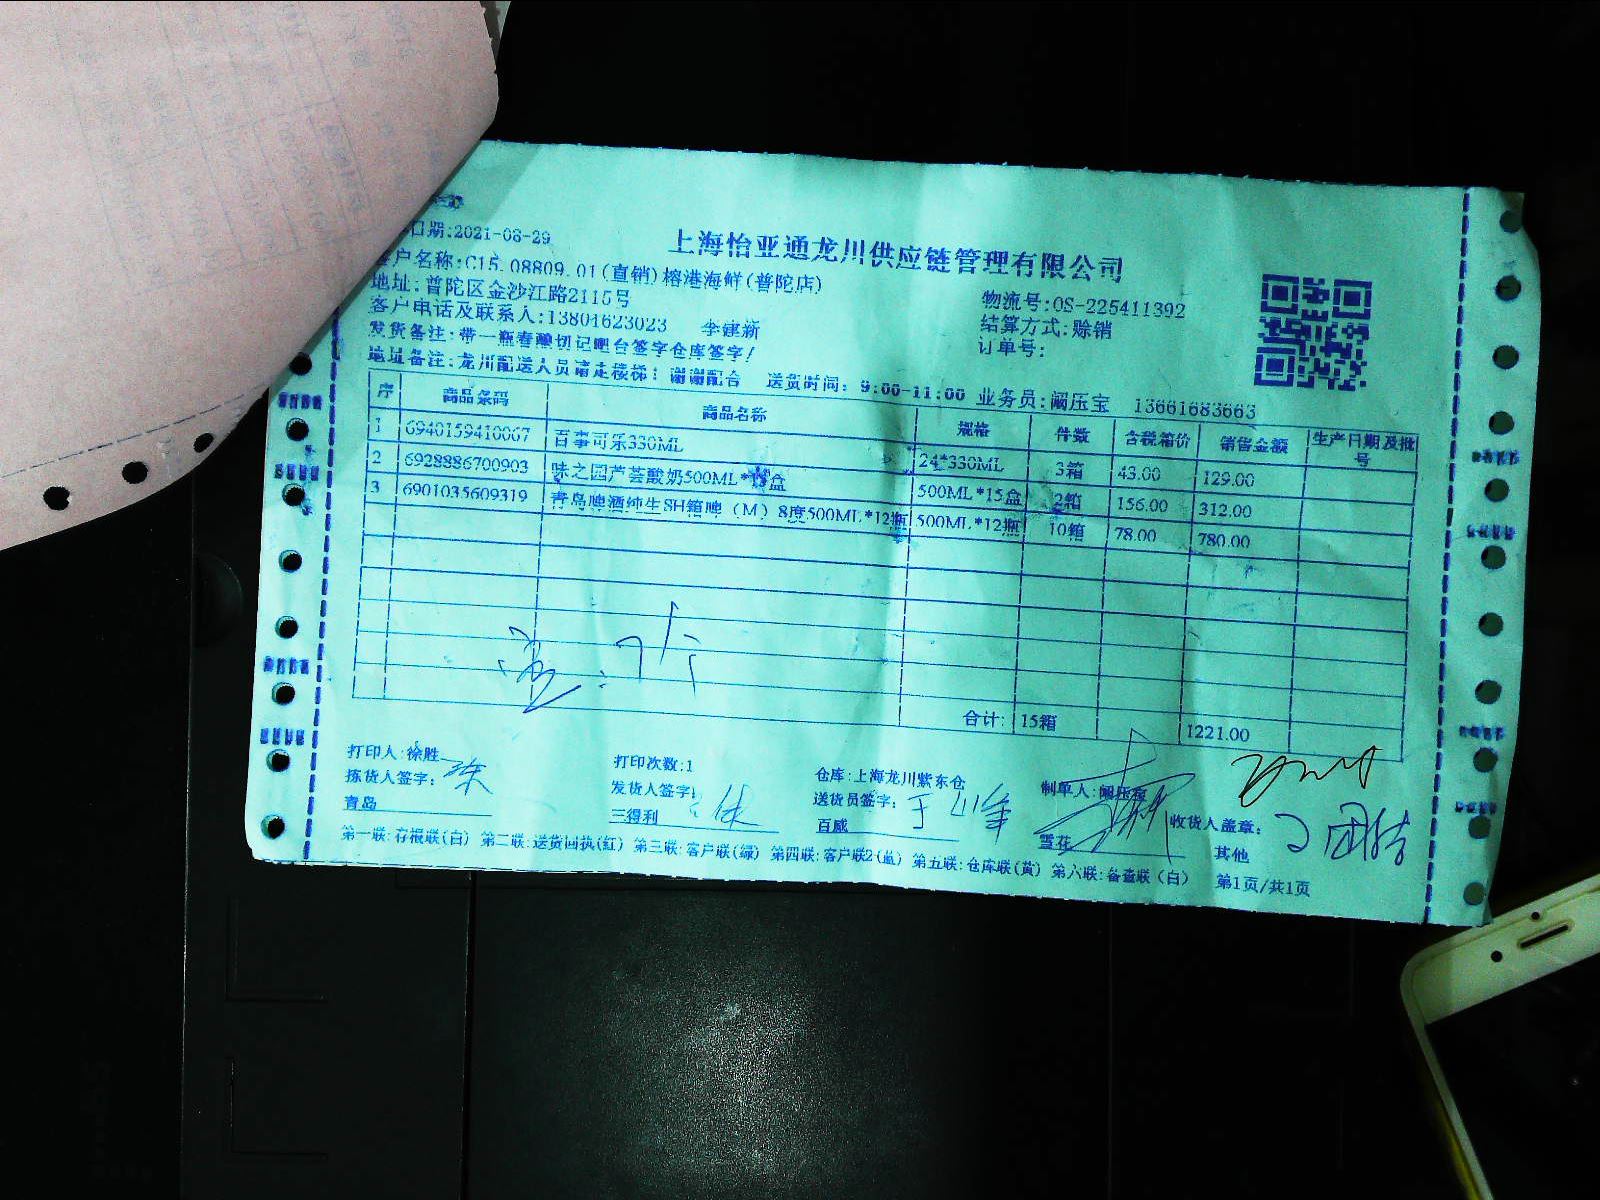 上海怡亚通龙川供应链管理有限公司
日期:2021-08-29
客户名称:C15.08809.01(直销)榕港海鲜(普陀店)
地址:普陀区金沙江路2115号
物流号:OS-225411392
客户电话及联系人:13801623023 李建新
结算方式:赊销
发货备注:带一瓶春酿切记吧台签字仓库签字!
订单号:
地址备注:龙川配送人员请走楼梯!谢谢配合 送货时间:9:00-11:00 业务员:阚压宝 13661683663
序 商品条码 商品名称 规格 件数 含税箱价 销售金额 生产日期及批号
1 6940159410067 百事可乐330ML 24*330ML 3箱 43.00 129.00
2 6928886700903 味之园芦荟酸奶500ML*15盒 500ML*15盒 2箱 156.00 312.00
3 6901035609319 青岛啤酒纯生SH箱啤(M)8度500ML*12瓶 500ML*12瓶 10箱 78.00 780.00
合计: 15箱 1221.00
打印人:徐胜 打印次数:1 仓库:上海龙川紫东仓 制单人:
拣货人签字: 发货人签字: 送货员签字: 收货人盖章:
青岛 三得利 百威 雪花 其他
第一联:存根联(白) 第二联:送货回执(红) 第三联:客户联(绿) 第四联:客户联2(蓝) 第五联:仓库联(黄) 第六联:备查联(白) 第1页/共1页